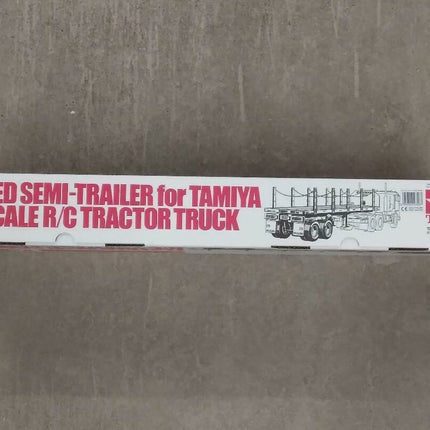 ED SEMI-TRAILER for TAMIYA
CALE R/C TRACTOR TRUCK